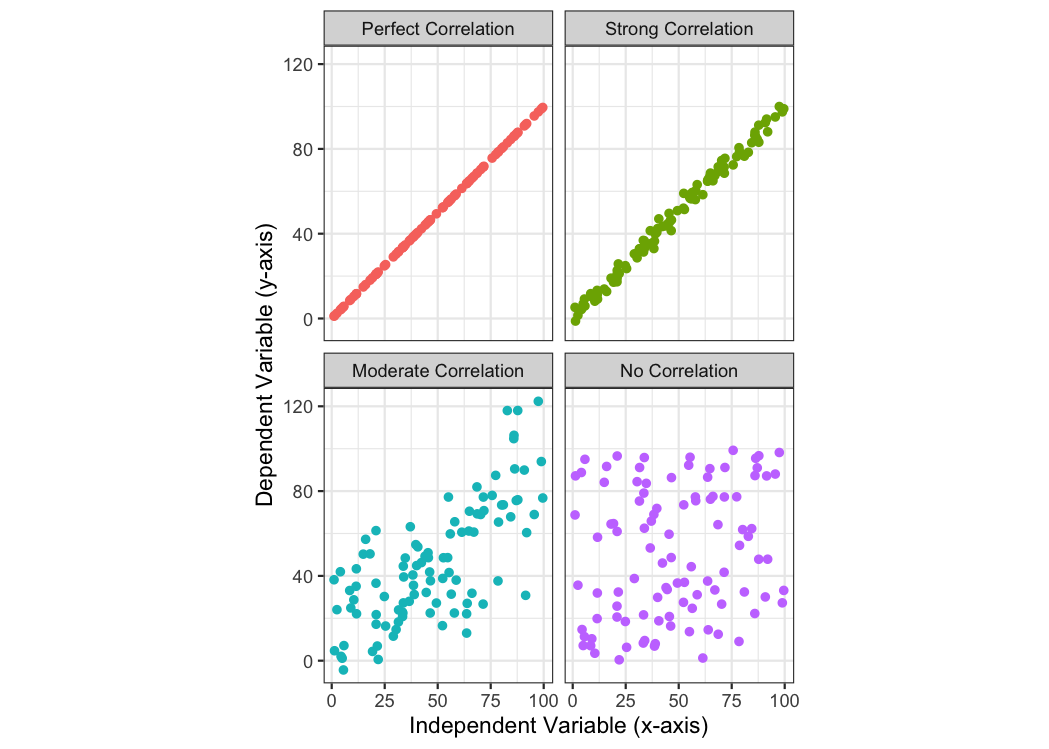 Perfect Correlation
Strong Correlation
120
80
40
0
Moderate Correlation
No Correlation
120
80
40
0
0 25 50 75 100
0 25 50 75 100
Dependent Variable (y-axis)
Independent Variable (x-axis)